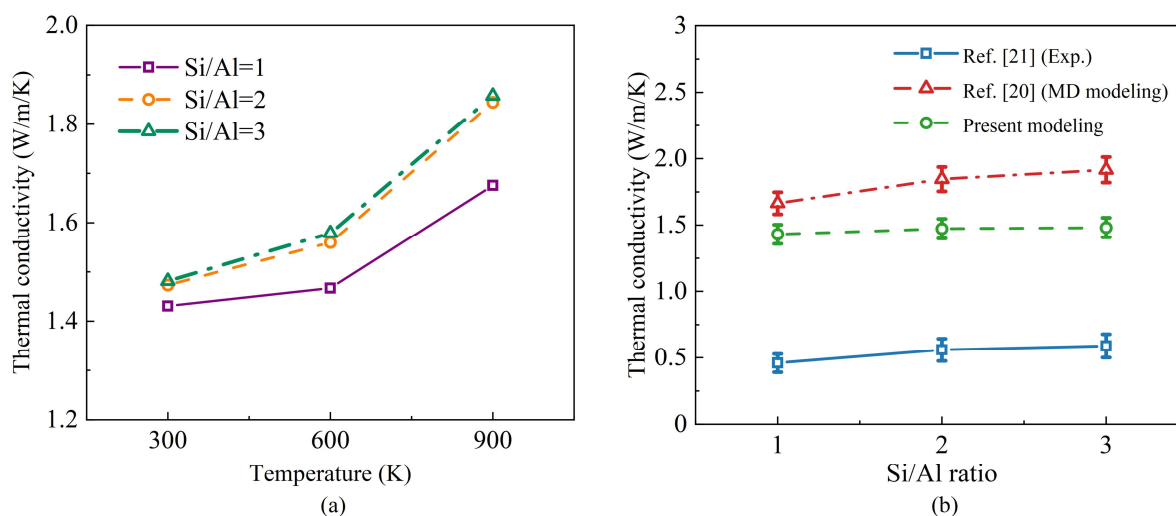 2.0
1.8
1.6
1.4
1.2
Thermal conductivity (W/m/K)
Si/Al=1
Si/Al=2
Si/Al=3
300
600
900
Temperature (K)
(a)
3
2.5
2.0
1.5
1.0
0.5
0
Thermal conductivity (W/m/K)
Ref. [21] (Exp.)
Ref. [20] (MD modeling)
Present modeling
1
2
3
Si/Al ratio
(b)